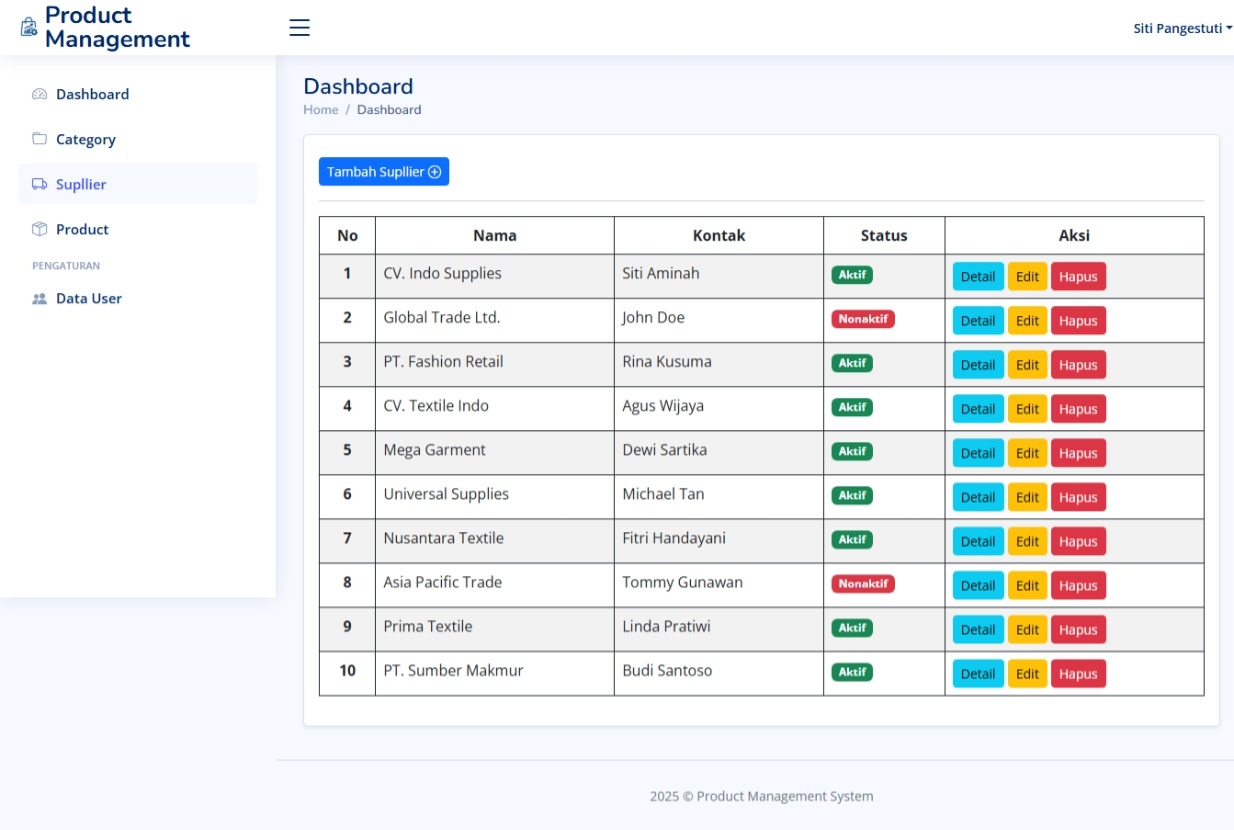 Product
Management
Siti Pangestuti
Dashboard
Category
Supllier
Product
PENGATURAN
Data User
Dashboard
Home / Dashboard
Tambah Supllier
No Nama Kontak Status Aksi
1 CV. Indo Supplies Siti Aminah Aktif Detail Edit Hapus
2 Global Trade Ltd. John Doe Nonaktif Detail Edit Hapus
3 PT. Fashion Retail Rina Kusuma Aktif Detail Edit Hapus
4 CV. Textile Indo Agus Wijaya Aktif Detail Edit Hapus
5 Mega Garment Dewi Sartika Aktif Detail Edit Hapus
6 Universal Supplies Michael Tan Aktif Detail Edit Hapus
7 Nusantara Textile Fitri Handayani Aktif Detail Edit Hapus
8 Asia Pacific Trade Tommy Gunawan Nonaktif Detail Edit Hapus
9 Prima Textile Linda Pratiwi Aktif Detail Edit Hapus
10 PT. Sumber Makmur Budi Santoso Aktif Detail Edit Hapus
2025 © Product Management System